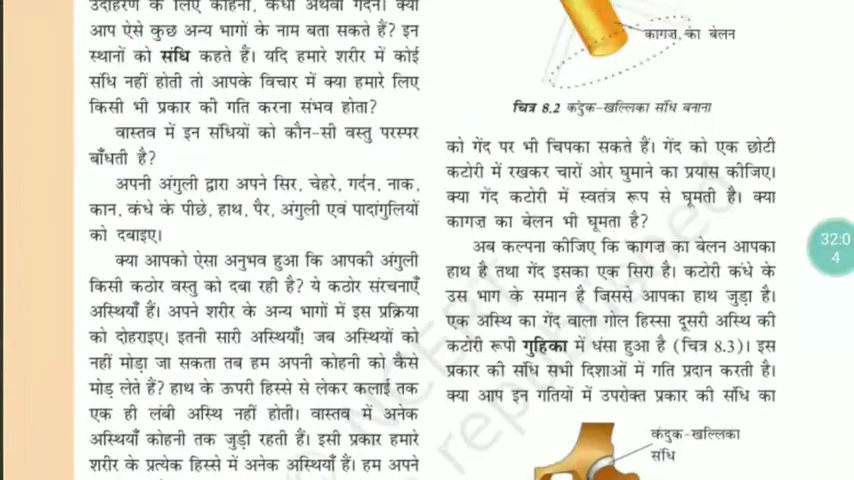 उदाहरण के लिए कोहनी, कंधा अथवा गर्दन। क्या
आप ऐसे कुछ अन्य भागों के नाम बता सकते हैं? इन
स्थानों को संधि कहते हैं। यदि हमारे शरीर में कोई
संधि नहीं होती तो आपके विचार में क्या हमारे लिए
किसी भी प्रकार की गति करना संभव होता?
वास्तव में इन संधियों को कौन-सी वस्तु परस्पर
बाँधती है?
अपनी अंगुली द्वारा अपने सिर, चेहरे, गर्दन, नाक,
कान, कंधे के पीछे, हाथ, पैर, अंगुली एवं पादांगुलियों
को दबाइए।
क्या आपको ऐसा अनुभव हुआ कि आपकी अंगुली
किसी कठोर वस्तु को दबा रही है? ये कठोर संरचनाएँ
अस्थियाँ हैं। अपने शरीर के अन्य भागों में इस प्रक्रिया
को दोहराइए। इतनी सारी अस्थियाँ! जब अस्थियों को
नहीं मोड़ा जा सकता तब हम अपनी कोहनी को कैसे
मोड़ लेते हैं? हाथ के ऊपरी हिस्से से लेकर कलाई तक
एक ही लंबी अस्थि नहीं होती। वास्तव में अनेक
अस्थियाँ कोहनी तक जुड़ी रहती हैं। इसी प्रकार हमारे
शरीर के प्रत्येक हिस्से में अनेक अस्थियाँ हैं। हम अपने
कागज़ का बेलन
चित्र 8.2 कंदुक-खल्लिका संधि बनाना
को गेंद पर भी चिपका सकते हैं। गेंद को एक छोटी
कटोरी में रखकर चारों ओर घुमाने का प्रयास कीजिए।
क्या गेंद कटोरी में स्वतंत्र रूप से घूमती है। क्या
कागज़ का बेलन भी घूमता है?
अब कल्पना कीजिए कि कागज़ का बेलन आपका
हाथ है तथा गेंद इसका एक सिरा है। कटोरी कंधे के
उस भाग के समान है जिससे आपका हाथ जुड़ा है।
एक अस्थि का गेंद वाला गोल हिस्सा दूसरी अस्थि की
कटोरी रूपी गुहिका में धंसा हुआ है (चित्र 8.3)। इस
प्रकार की संधि सभी दिशाओं में गति प्रदान करती है।
क्या आप इन गतियों में उपरोक्त प्रकार की संधि का
कंदुक-खल्लिका
संधि
32:0
4
© NCERT
republished